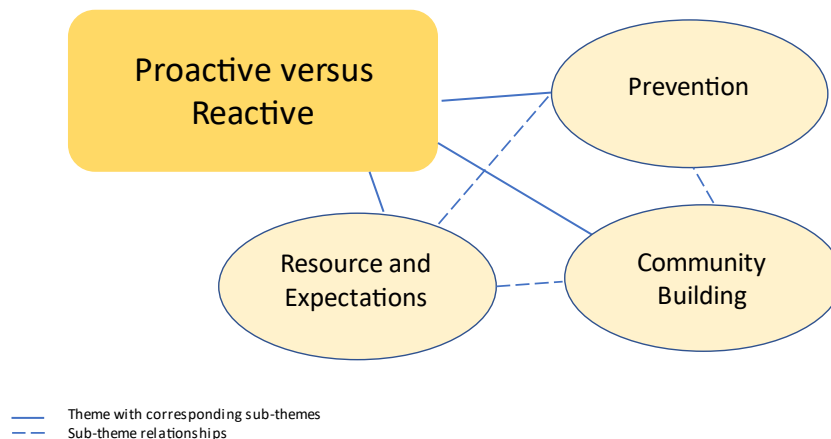 Proactive versus
Reactive
Prevention
Resource and
Expectations
Community
Building
Theme with corresponding sub-themes
Sub-theme relationships